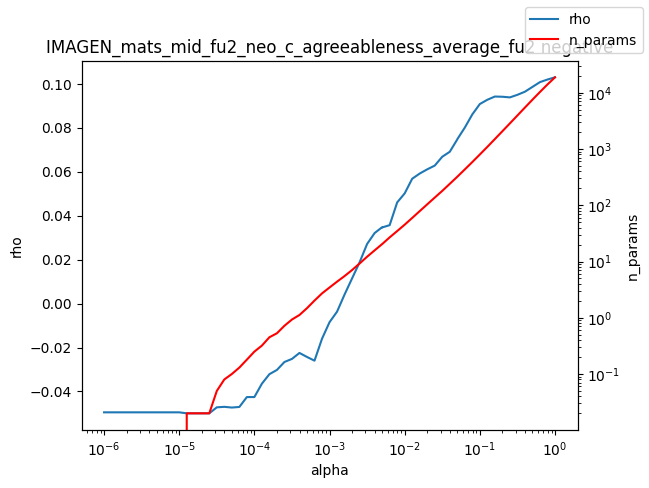 rho
n_params
IMAGEN_mats_mid_fu2_neo_c_agreeableness_average_fu2 negative
0.10
0.08
0.06
0.04
0.02
0.00
−0.02
−0.04
rho
10⁴
10³
10²
10¹
10⁰
10⁻¹
n_params
10⁻⁶ 10⁻⁵ 10⁻⁴ 10⁻³ 10⁻² 10⁻¹ 10⁰
alpha